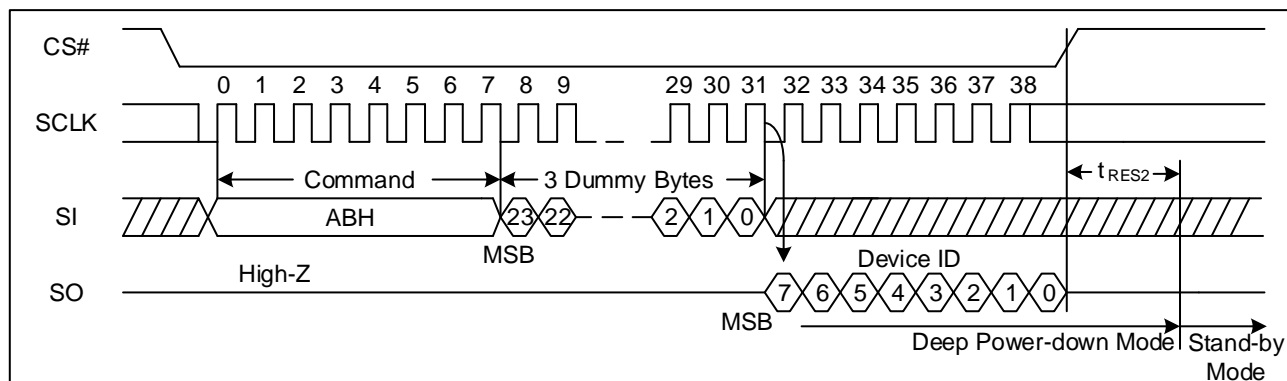 CS#
0 1 2 3 4 5 6 7 8 9 29 30 31 32 33 34 35 36 37 38
SCLK
Command 3 Dummy Bytes tRES2
SI ABH 23 22 2 1 0
MSB
High-Z Device ID
SO 7 6 5 4 3 2 1 0
MSB
Deep Power-down Mode Stand-by
Mode